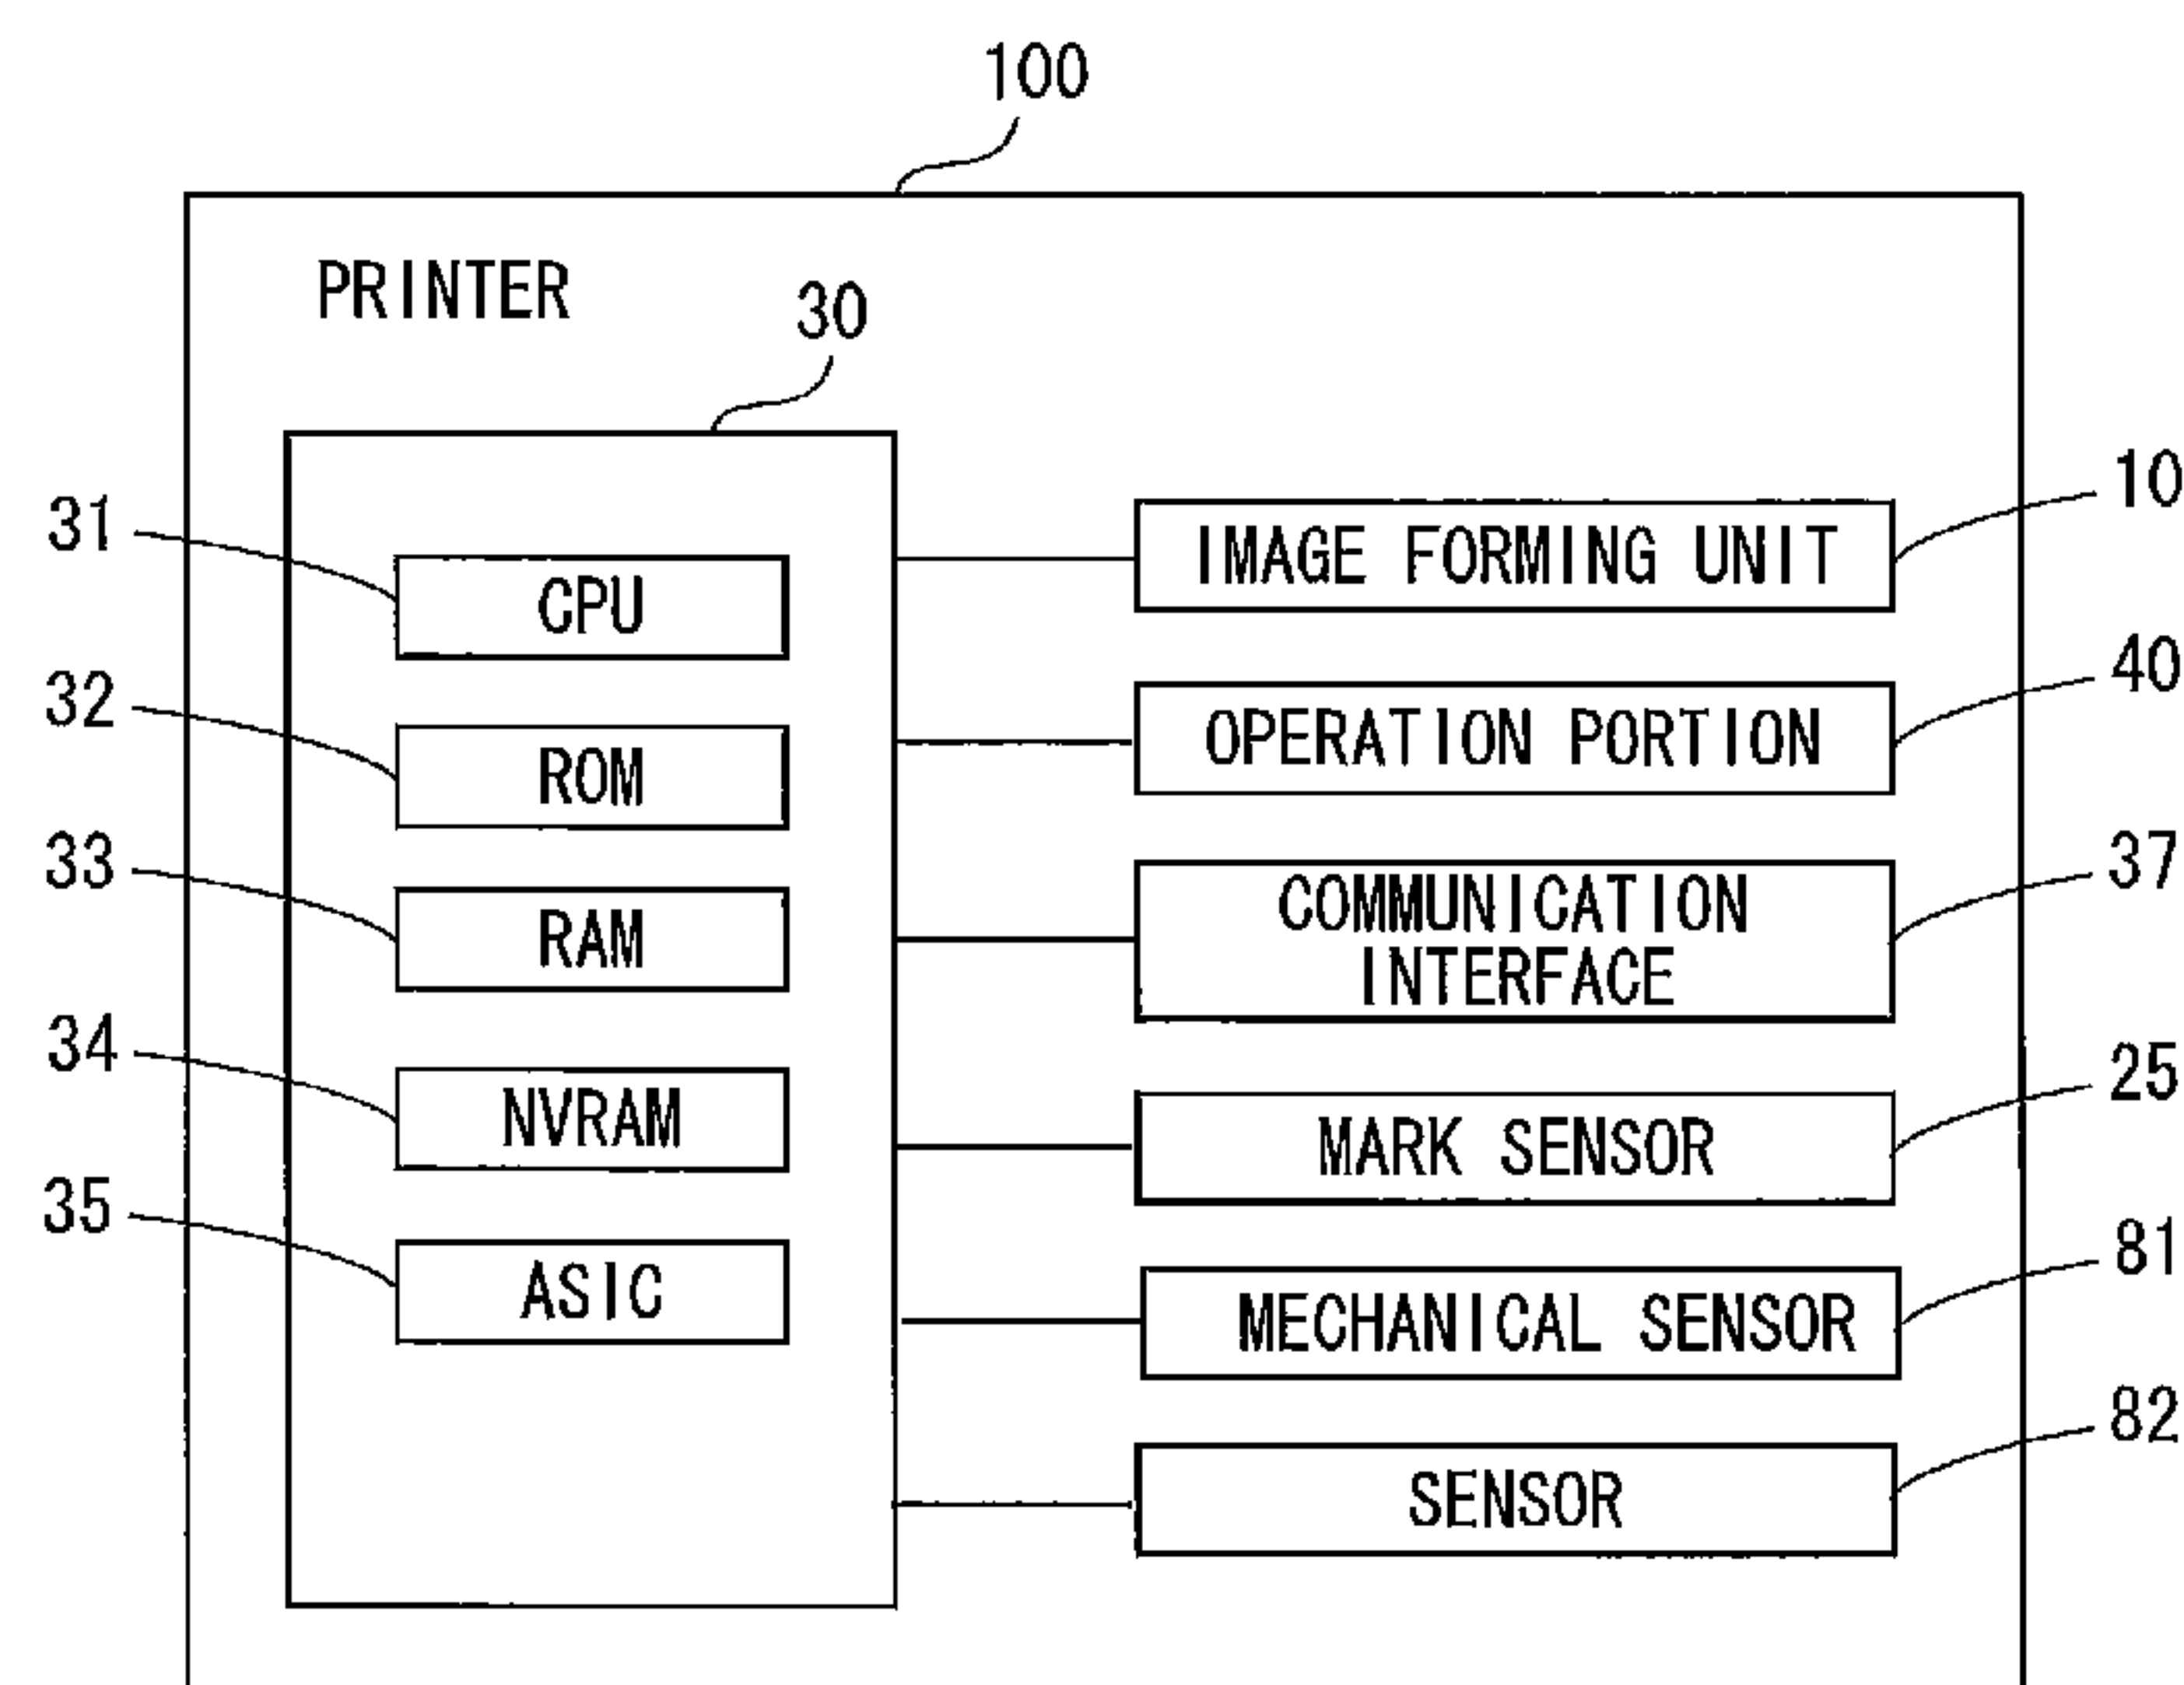 100
PRINTER
30
31
CPU
32
ROM
33
RAM
34
NVRAM
35
ASIC
IMAGE FORMING UNIT
10
OPERATION PORTION
40
COMMUNICATION
INTERFACE
37
MARK SENSOR
25
MECHANICAL SENSOR
81
SENSOR
82